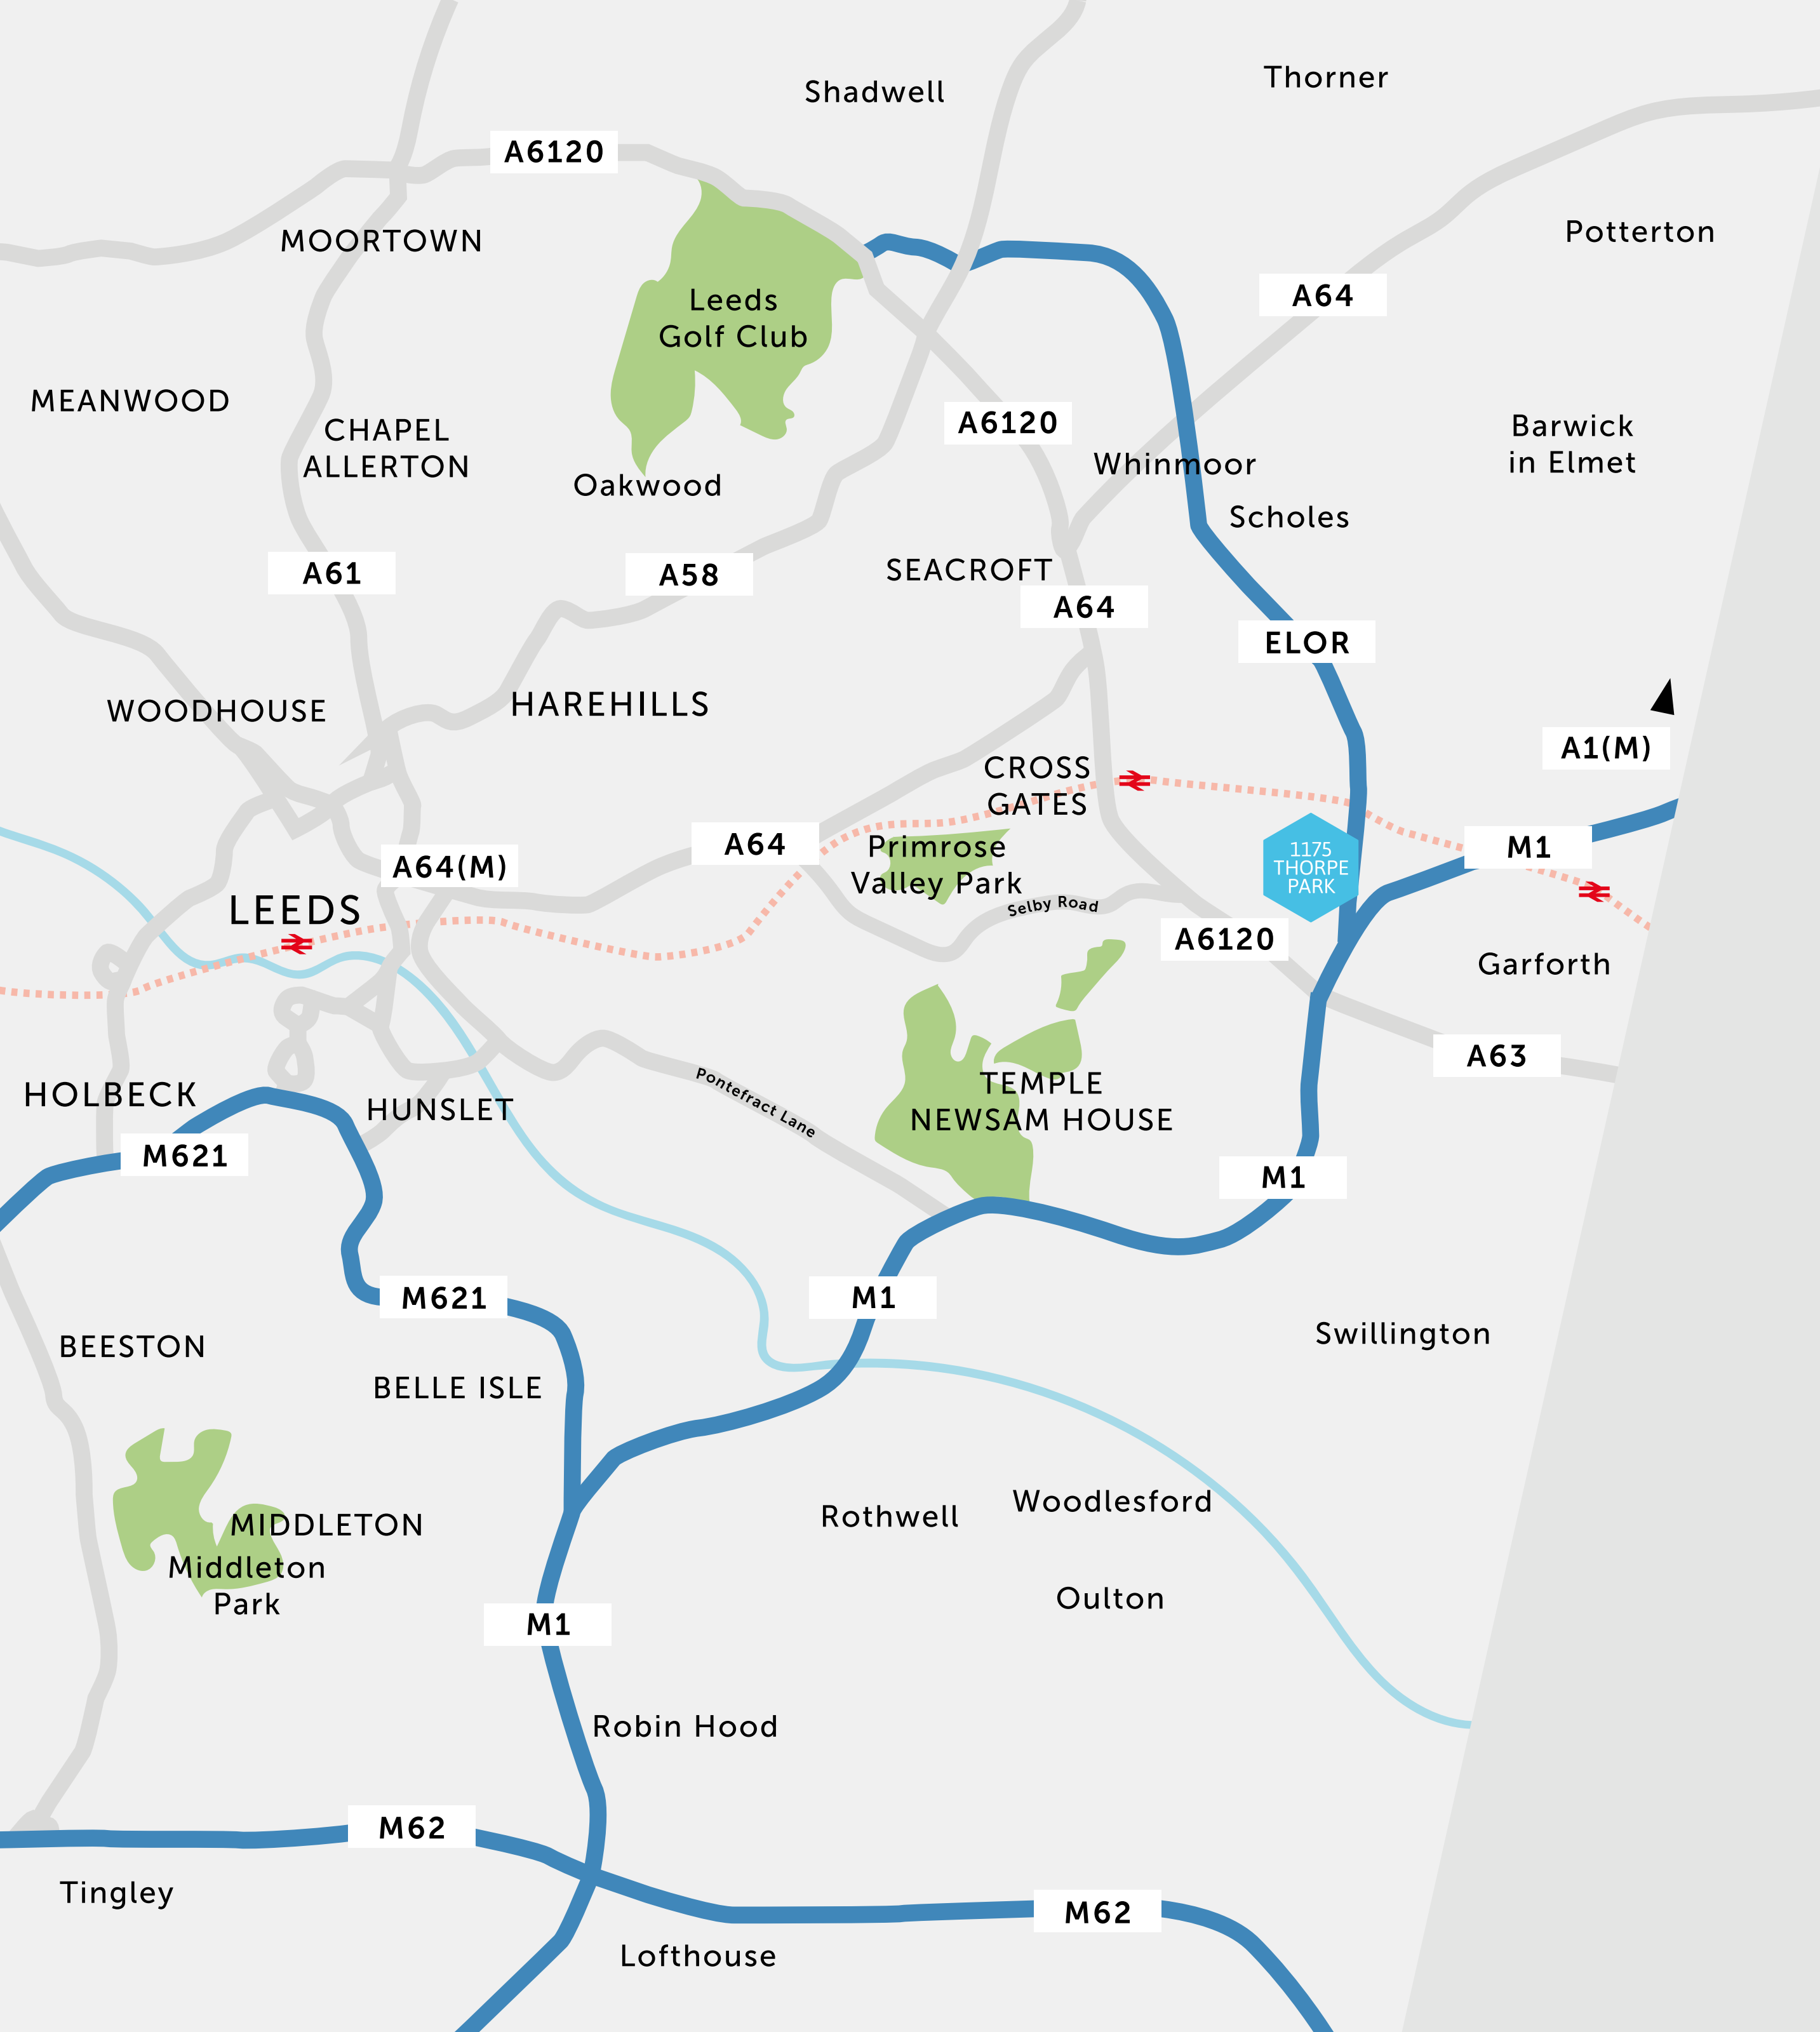 Shadwell
Thorner
A6120
MOORTOWN
Potterton
Leeds
Golf Club
A64
MEANWOOD
CHAPEL
ALLERTON
A6120
Barwick
in Elmet
Whinmoor
Oakwood
Scholes
A61
A58
SEACROFT
A64
ELOR
WOODHOUSE
HAREHILLS
A1(M)
CROSS
GATES
A64
Primrose
Valley Park
M1
1175
THORPE
PARK
A64(M)
LEEDS
Selby Road
A6120
Garforth
A63
Pontefract Lane
TEMPLE
NEWSAM HOUSE
HOLBECK
HUNSLET
M621
M1
M621
M1
Swillington
BEESTON
BELLE ISLE
Woodlesford
Rothwell
MIDDLETON
Middleton
Park
Oulton
M1
Robin Hood
M62
Tingley
M62
Lofthouse